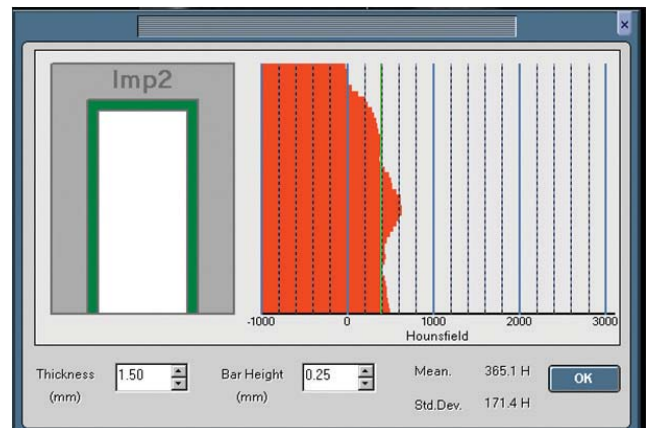 ×
Imp2
-1000 0 1000 2000 3000
Hounsfield
Thickness 1.50 Bar Height 0.25 Mean. 365.1 H OK
(mm) (mm) Std.Dev. 171.4 H